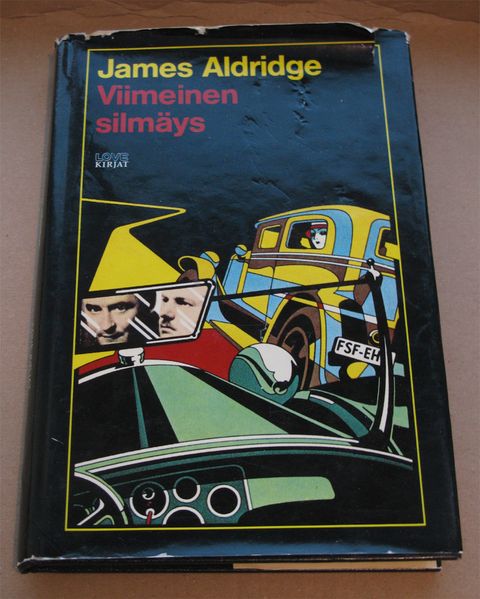 James Aldridge
Viimeinen
silmäys
LOVE
KIRJAT
FSF-EH